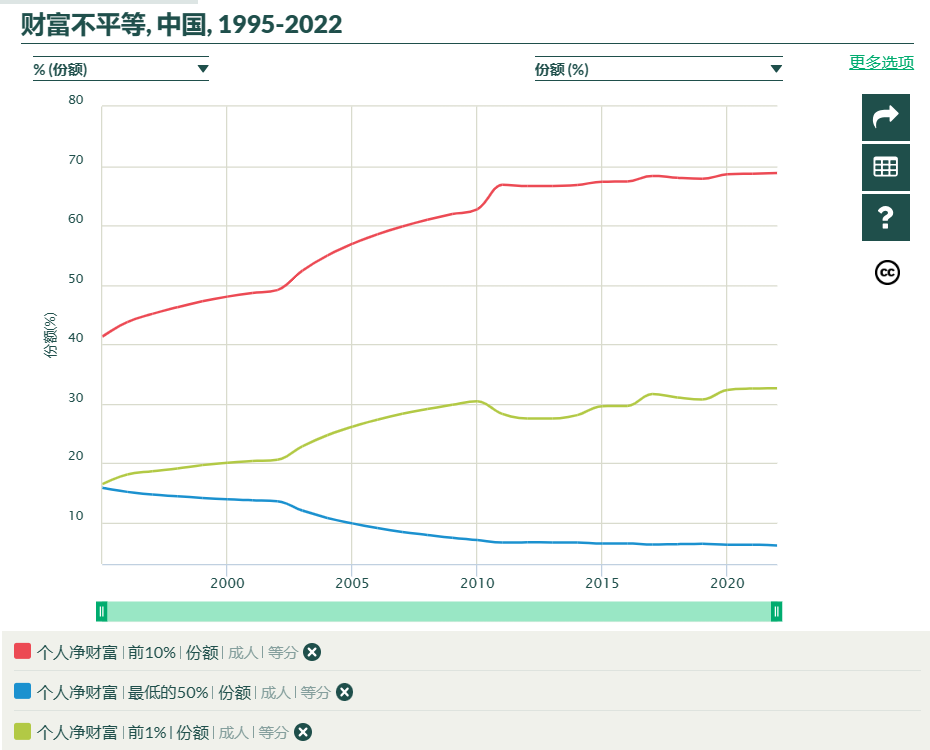 财富不平等, 中国, 1995-2022
% (份额)
份额 (%)
更多选项
80
70
60
50
40
30
20
10
份额(%)
2000 2005 2010 2015 2020
?
cc
个人净财富 | 前10% | 份额 | 成人 | 等分
个人净财富 | 最低的50% | 份额 | 成人 | 等分
个人净财富 | 前1% | 份额 | 成人 | 等分